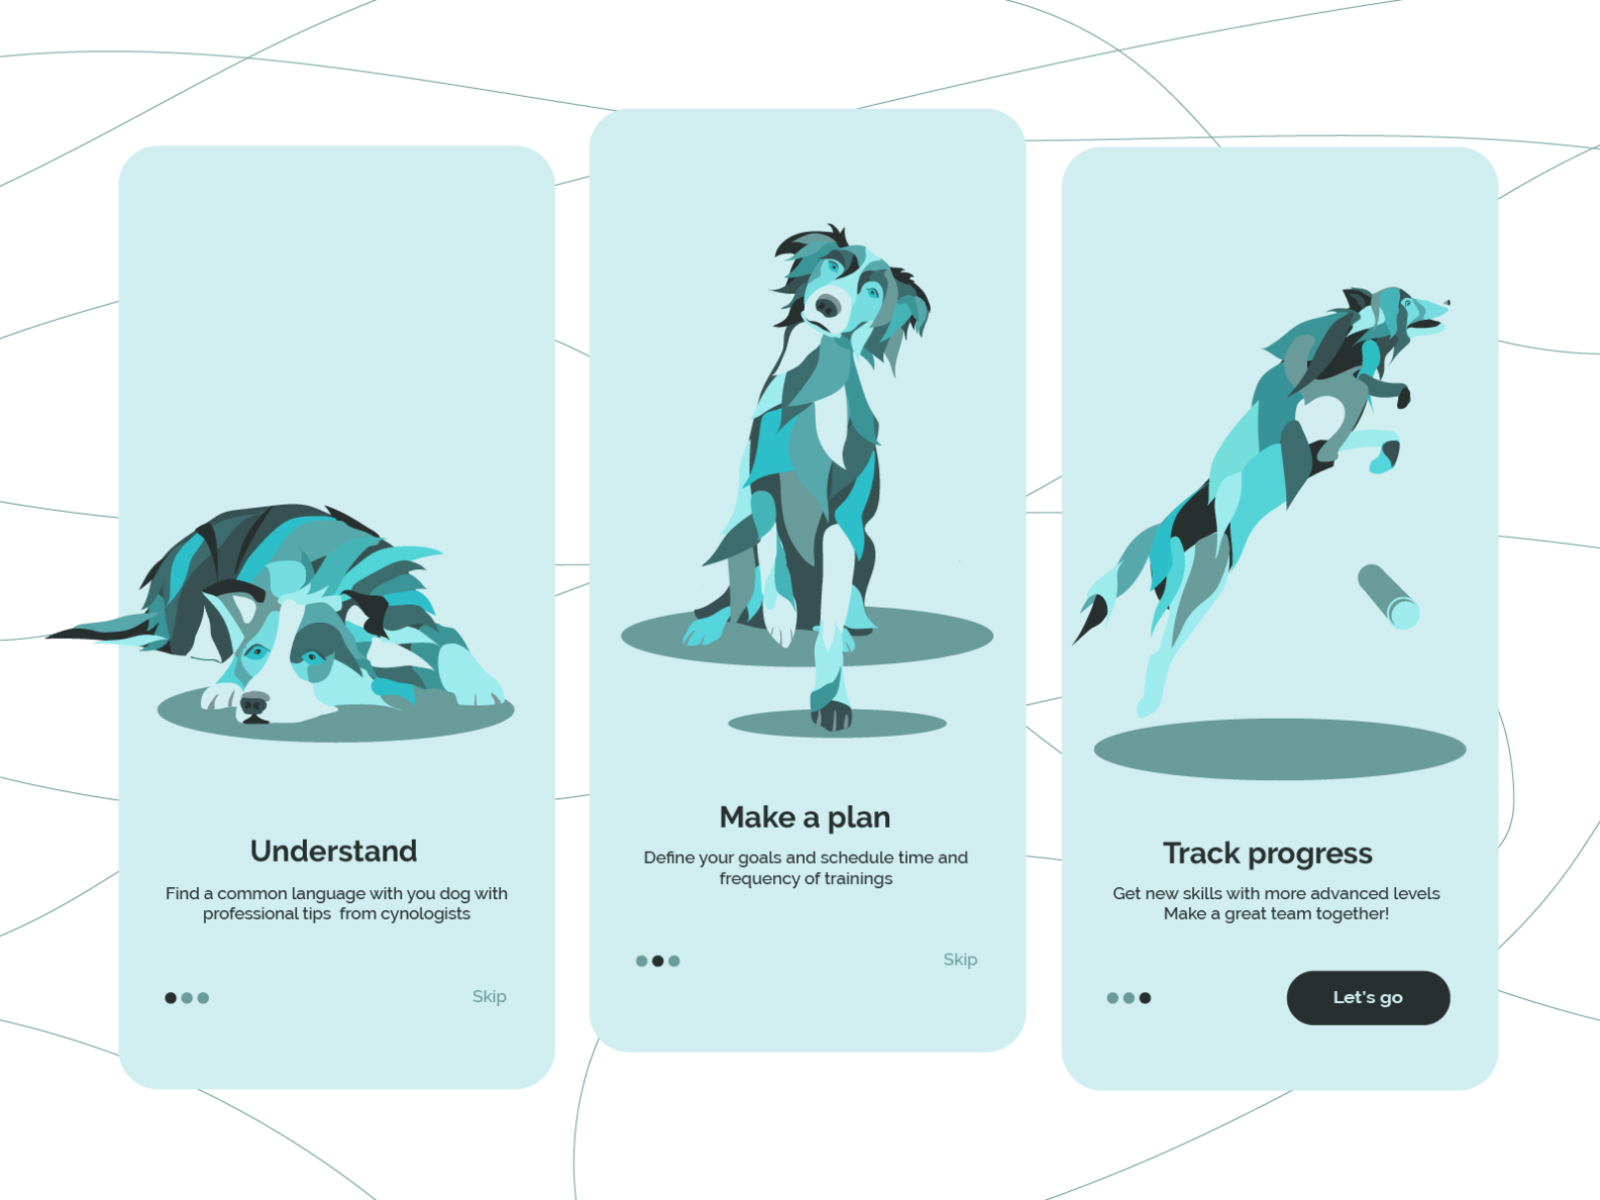 Understand
Find a common language with you dog with
professional tips  from cynologists
Skip
Make a plan
Define your goals and schedule time and
frequency of trainings
Skip
Track progress
Get new skills with more advanced levels
Make a great team together!
Let's go